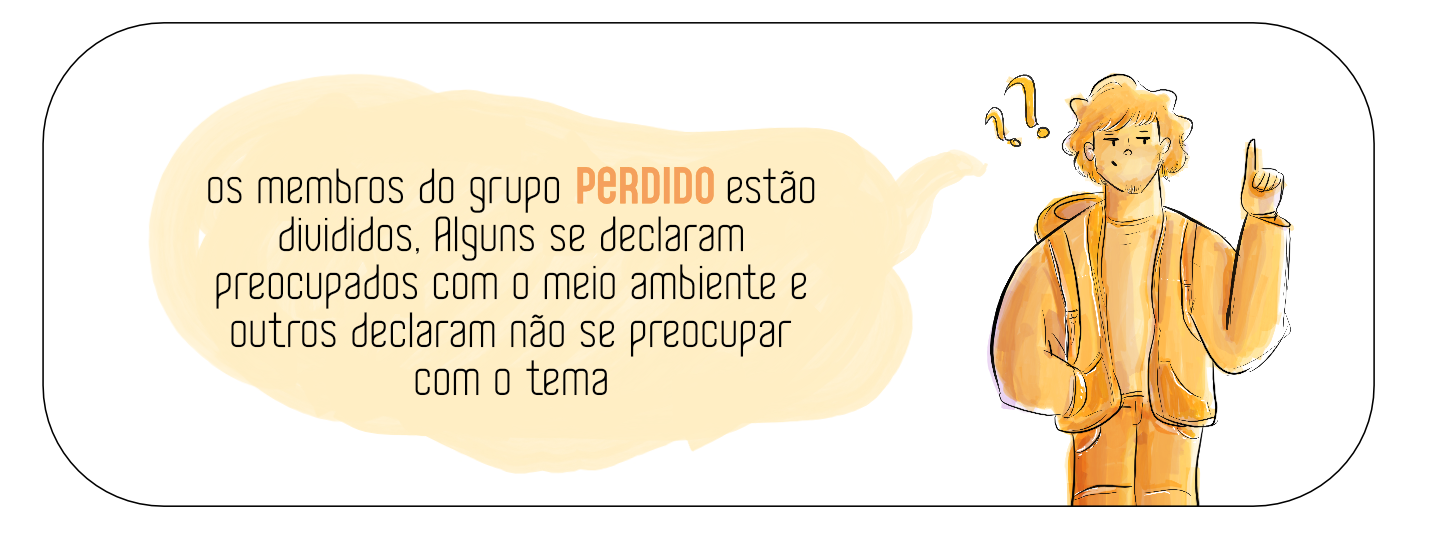 os membros do grupo PERDIDO estão
divididos, Alguns se declaram
preocupados com o meio ambiente e
outros declaram não se preocupar
com o tema
??